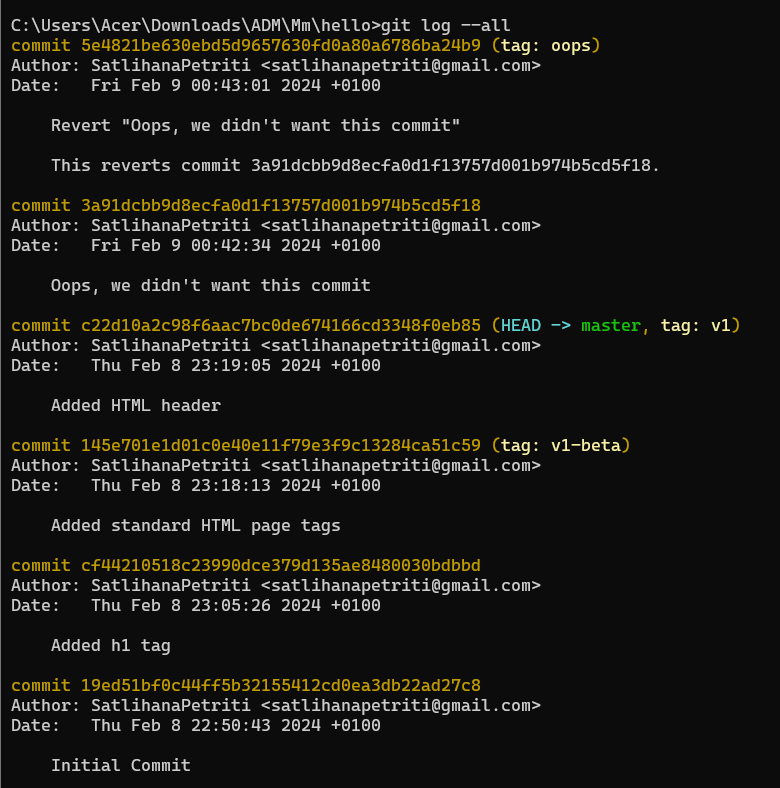 C:\Users\Acer\Downloads\ADM\Mm\hello>git log --all
commit 5e4821be630ebd5d9657630fd0a80a6786ba24b9 (tag: oops)
Author: SatlihanaPetriti <satlihanapetriti@gmail.com>
Date:   Fri Feb 9 00:43:01 2024 +0100
    Revert "Oops, we didn't want this commit"
    This reverts commit 3a91dcbb9d8ecfa0d1f13757d001b974b5cd5f18.
commit 3a91dcbb9d8ecfa0d1f13757d001b974b5cd5f18
Author: SatlihanaPetriti <satlihanapetriti@gmail.com>
Date:   Fri Feb 9 00:42:34 2024 +0100
    Oops, we didn't want this commit
commit c22d10a2c98f6aac7bc0de674166cd3348f0eb85 (HEAD -> master, tag: v1)
Author: SatlihanaPetriti <satlihanapetriti@gmail.com>
Date:   Thu Feb 8 23:19:05 2024 +0100
    Added HTML header
commit 145e701e1d01c0e40e11f79e3f9c13284ca51c59 (tag: v1-beta)
Author: SatlihanaPetriti <satlihanapetriti@gmail.com>
Date:   Thu Feb 8 23:18:13 2024 +0100
    Added standard HTML page tags
commit cf44210518c23990dce379d135ae8480030bdbbd
Author: SatlihanaPetriti <satlihanapetriti@gmail.com>
Date:   Thu Feb 8 23:05:26 2024 +0100
    Added h1 tag
commit 19ed51bf0c44ff5b32155412cd0ea3db22ad27c8
Author: SatlihanaPetriti <satlihanapetriti@gmail.com>
Date:   Thu Feb 8 22:50:43 2024 +0100
    Initial Commit